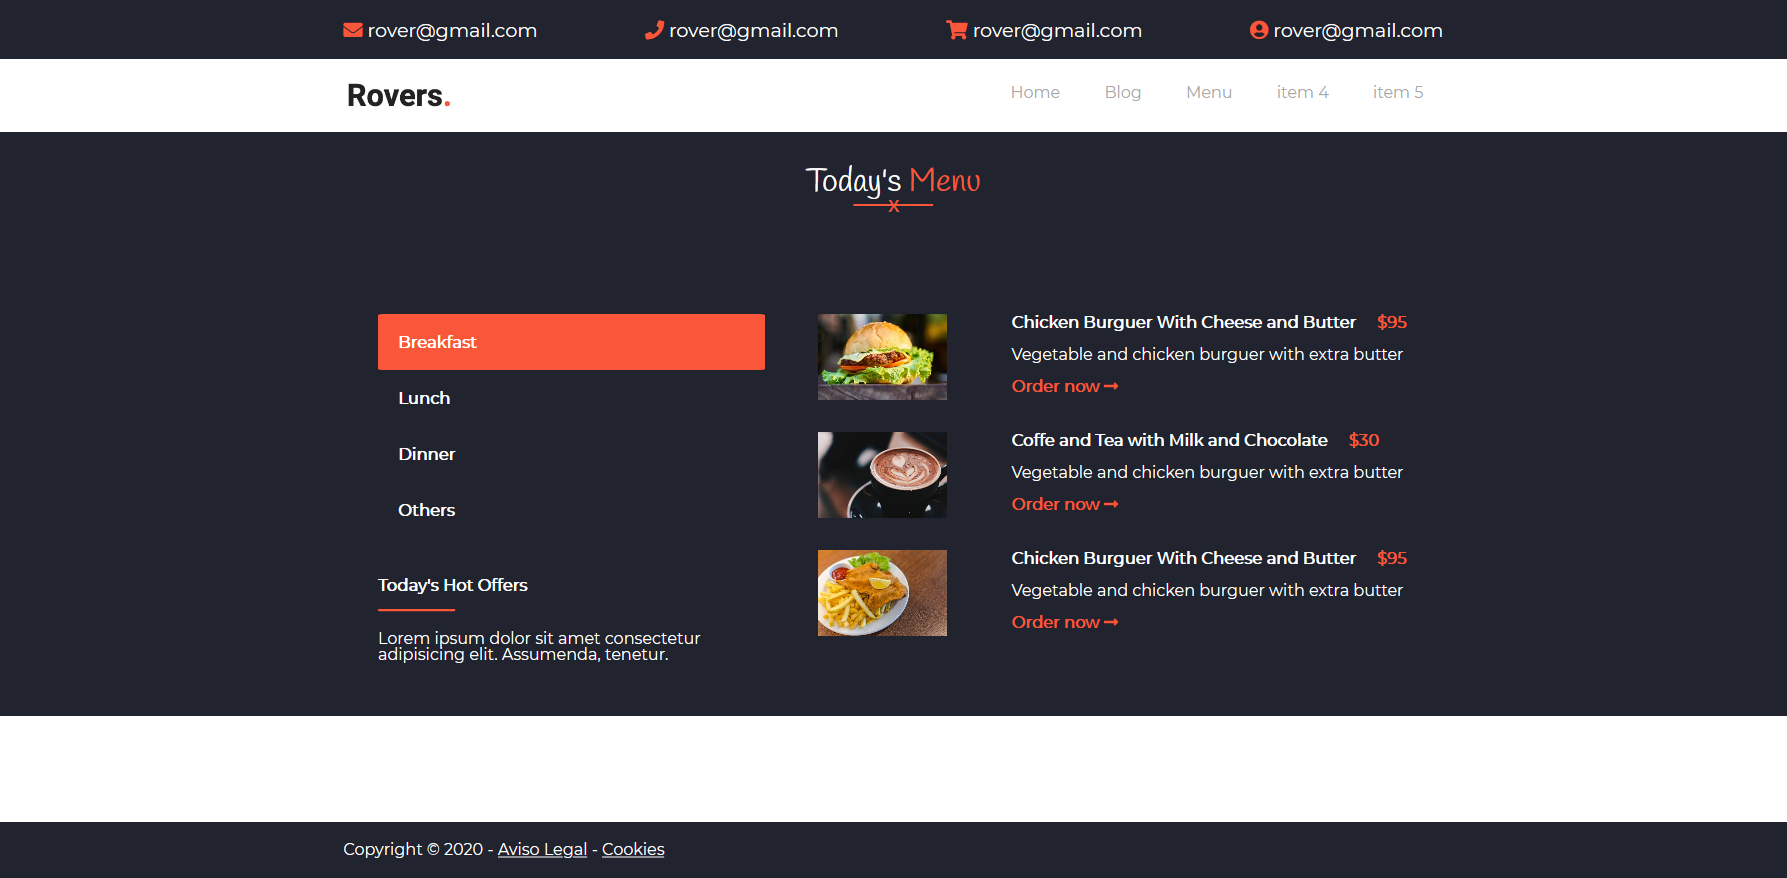 rover@gmail.com rover@gmail.com rover@gmail.com rover@gmail.com
Rovers.
Home Blog Menu item 4 item 5
Today's Menu
x
Breakfast
Lunch
Dinner
Others
Today's Hot Offers
Lorem ipsum dolor sit amet consectetur
adipisicing elit. Assumenda, tenetur.
Chicken Burguer With Cheese and Butter $95
Vegetable and chicken burguer with extra butter
Order now
Coffe and Tea with Milk and Chocolate $30
Vegetable and chicken burguer with extra butter
Order now
Chicken Burguer With Cheese and Butter $95
Vegetable and chicken burguer with extra butter
Order now
Copyright © 2020 - Aviso Legal - Cookies